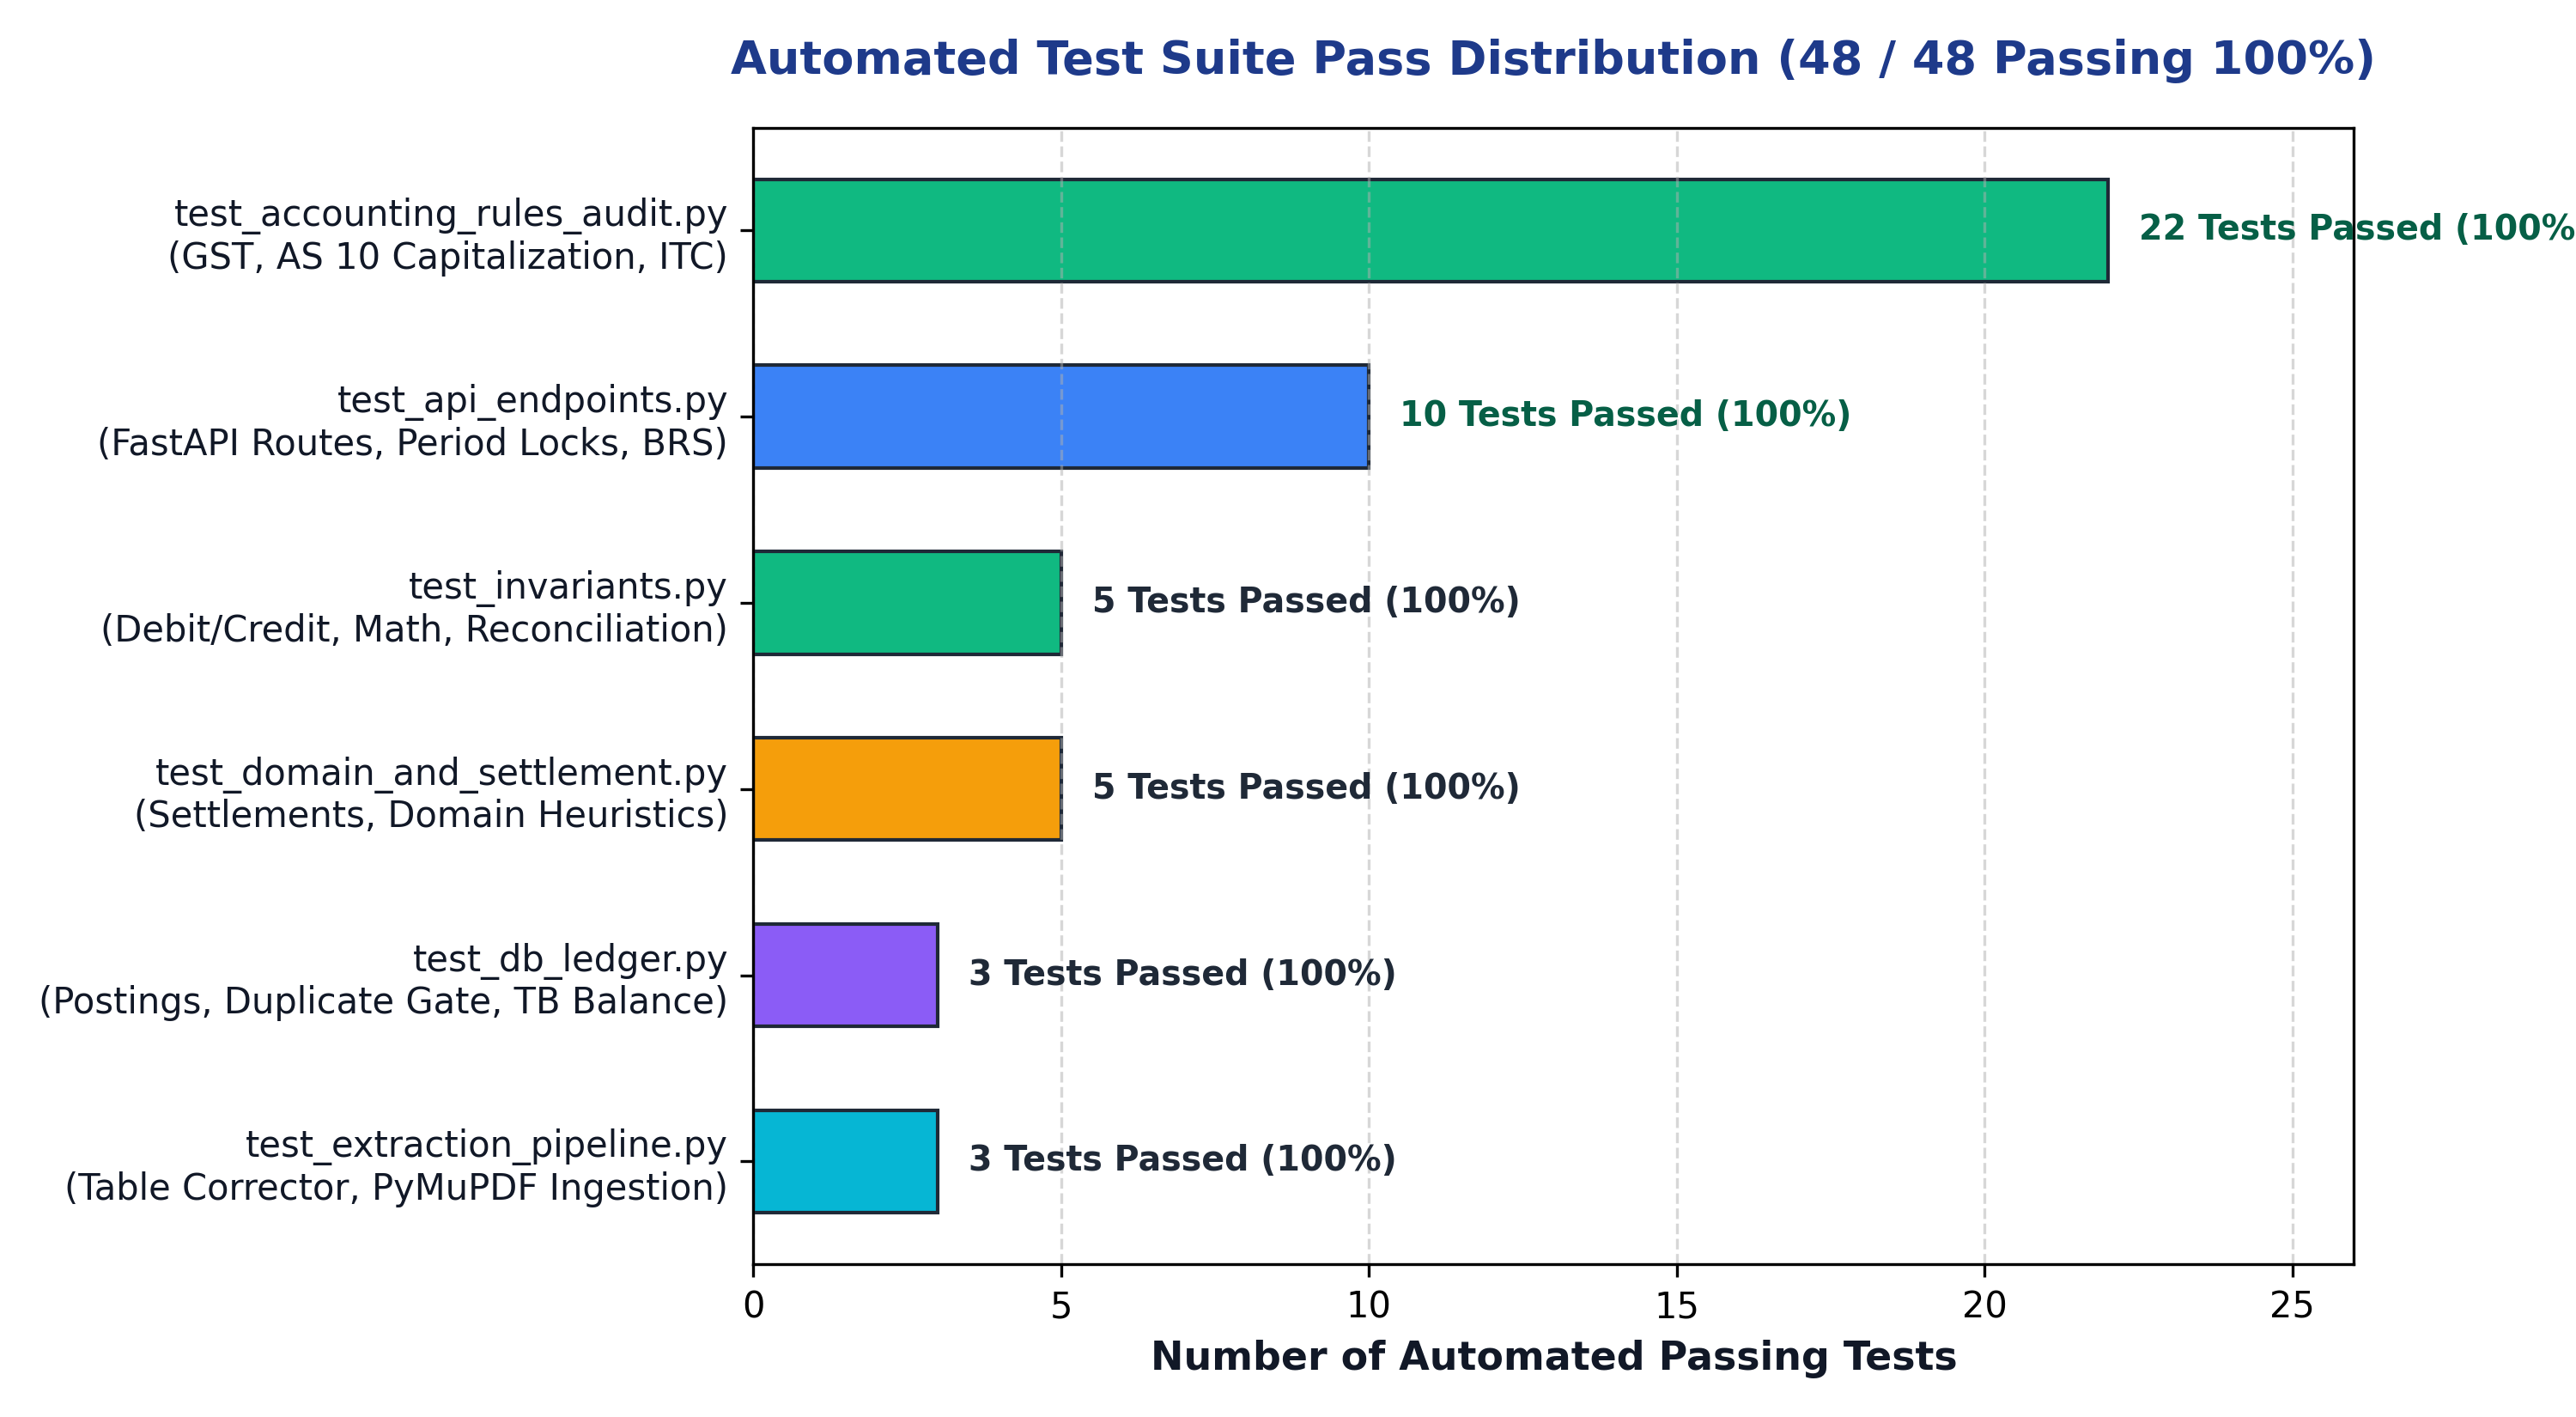 Automated Test Suite Pass Distribution (48 / 48 Passing 100%)
test_accounting_rules_audit.py
(GST, AS 10 Capitalization, ITC)
22 Tests Passed (100%
test_api_endpoints.py
(FastAPI Routes, Period Locks, BRS)
10 Tests Passed (100%)
test_invariants.py
(Debit/Credit, Math, Reconciliation)
5 Tests Passed (100%)
test_domain_and_settlement.py
(Settlements, Domain Heuristics)
5 Tests Passed (100%)
test_db_ledger.py
(Postings, Duplicate Gate, TB Balance)
3 Tests Passed (100%)
test_extraction_pipeline.py
(Table Corrector, PyMuPDF Ingestion)
3 Tests Passed (100%)
0 5 10 15 20 25
Number of Automated Passing Tests